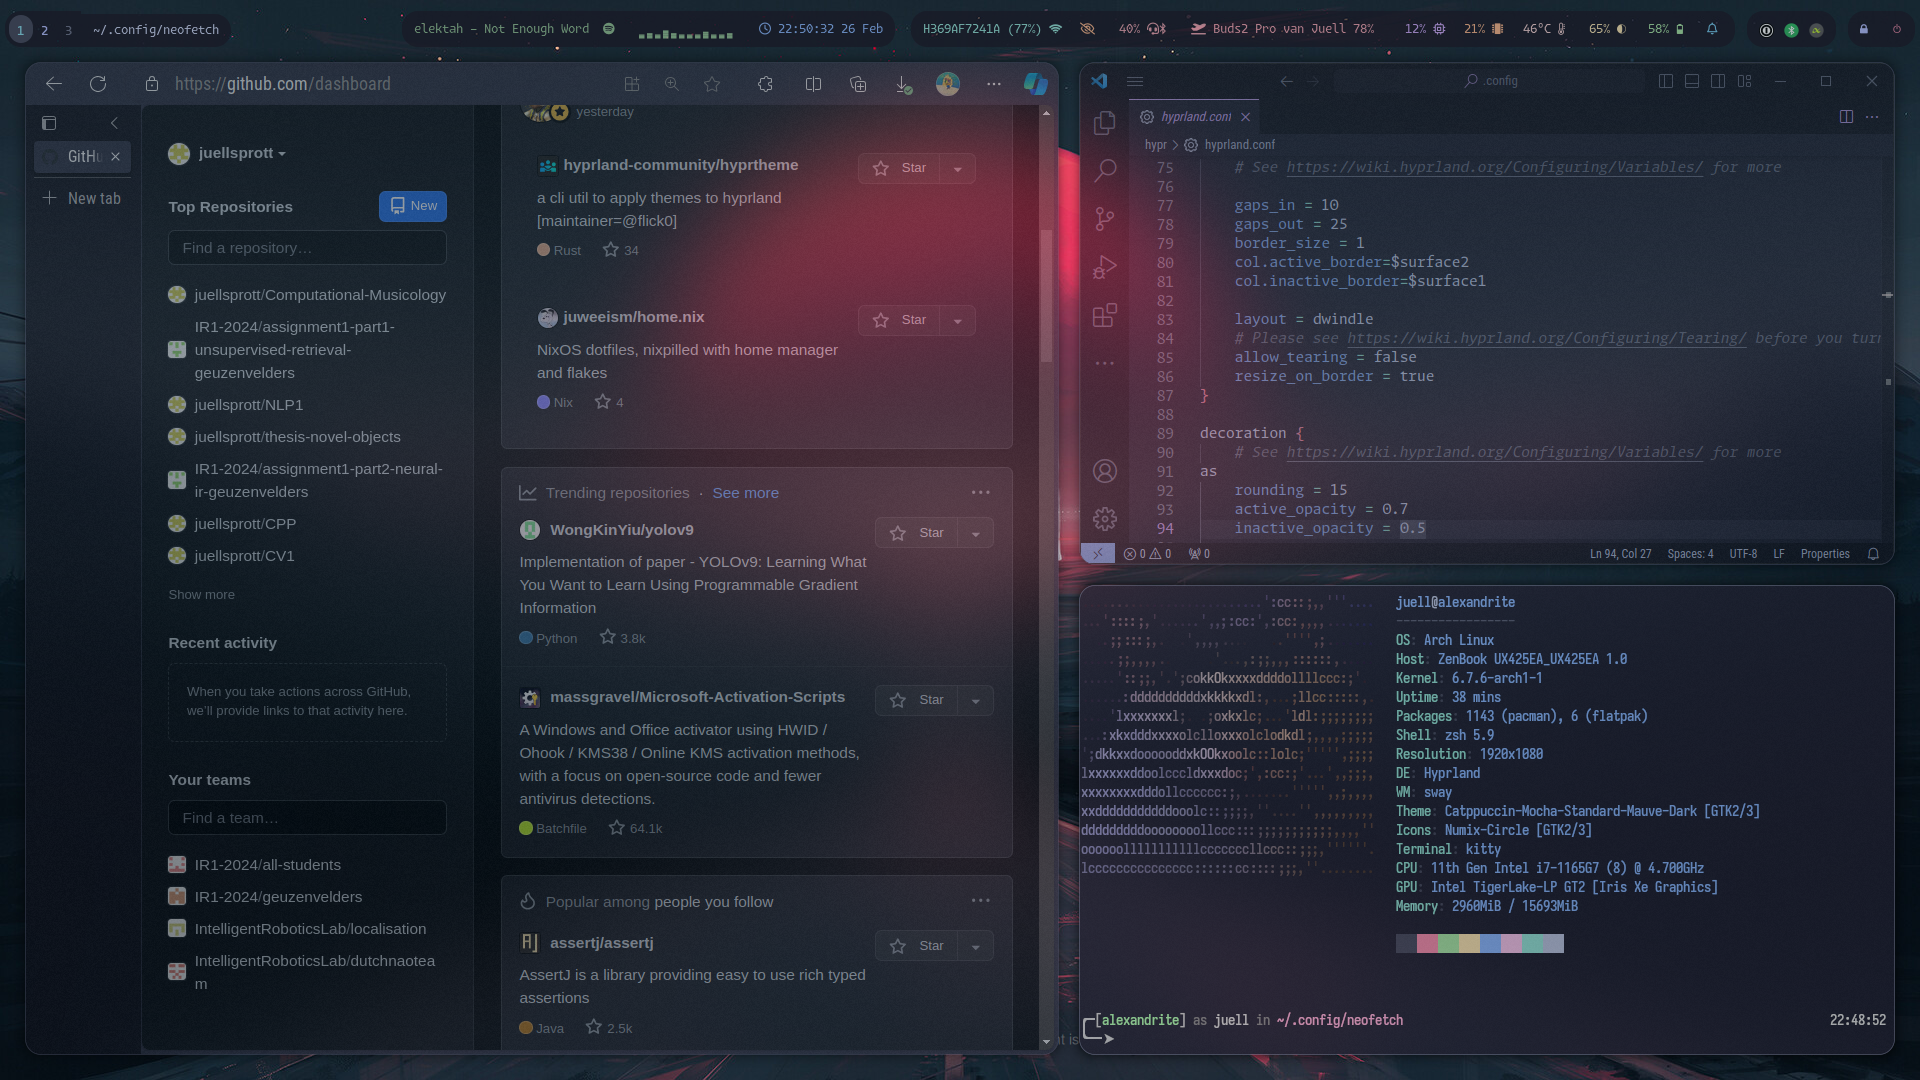 1 2 3 ~/.config/neofetch
elektah – Not Enough Word
22:50:32 26 Feb
H369AF7241A (77%) 40% Buds2 Pro van Juell 78% 12% 21% 46°C 65% 58%
https://github.com/dashboard
GitHu
New tab
juellsprott
Top Repositories
New
Find a repository…
juellsprott/Computational-Musicology
IR1-2024/assignment1-part1-
unsupervised-retrieval-
geuzenvelders
juellsprott/NLP1
juellsprott/thesis-novel-objects
IR1-2024/assignment1-part2-neural-
ir-geuzenvelders
juellsprott/CPP
juellsprott/CV1
Show more
Recent activity
When you take actions across GitHub,
we'll provide links to that activity here.
Your teams
Find a team…
IR1-2024/all-students
IR1-2024/geuzenvelders
IntelligentRoboticsLab/localisation
IntelligentRoboticsLab/dutchnaotea
m
yesterday
hyprland-community/hyprtheme
Star
a cli util to apply themes to hyprland
[maintainer=@flick0]
Rust 34
juweeism/home.nix
Star
NixOS dotfiles, nixpilled with home manager
and flakes
Nix 4
Trending repositories · See more
WongKinYiu/yolov9
Star
Implementation of paper - YOLOv9: Learning What
You Want to Learn Using Programmable Gradient
Information
Python 3.8k
massgravel/Microsoft-Activation-Scripts
Star
A Windows and Office activator using HWID /
Ohook / KMS38 / Online KMS activation methods,
with a focus on open-source code and fewer
antivirus detections.
Batchfile 64.1k
Popular among people you follow
assertj/assertj
Star
AssertJ is a library providing easy to use rich typed
assertions
Java 2.5k
.config
hyprland.conf
hypr > hyprland.conf
75 # See https://wiki.hyprland.org/Configuring/Variables/ for more
76
77 gaps_in = 10
78 gaps_out = 25
79 border_size = 1
80 col.active_border=$surface2
81 col.inactive_border=$surface1
82
83 layout = dwindle
84 # Please see https://wiki.hyprland.org/Configuring/Tearing/ before you turn
85 allow_tearing = false
86 resize_on_border = true
87 }
88
89 decoration {
90 # See https://wiki.hyprland.org/Configuring/Variables/ for more
91 as
92 rounding = 15
93 active_opacity = 0.7
94 inactive_opacity = 0.5
0 0 0
Ln 94, Col 27 Spaces: 4 UTF-8 LF Properties
juell@alexandrite
-----------------
OS: Arch Linux
Host: ZenBook UX425EA_UX425EA 1.0
Kernel: 6.7.6-arch1-1
Uptime: 38 mins
Packages: 1143 (pacman), 6 (flatpak)
Shell: zsh 5.9
Resolution: 1920x1080
DE: Hyprland
WM: sway
Theme: Catppuccin-Mocha-Standard-Mauve-Dark [GTK2/3]
Icons: Numix-Circle [GTK2/3]
Terminal: kitty
CPU: 11th Gen Intel i7-1165G7 (8) @ 4.700GHz
GPU: Intel TigerLake-LP GT2 [Iris Xe Graphics]
Memory: 2960MiB / 15693MiB
[alexandrite] as juell in ~/.config/neofetch
22:48:52